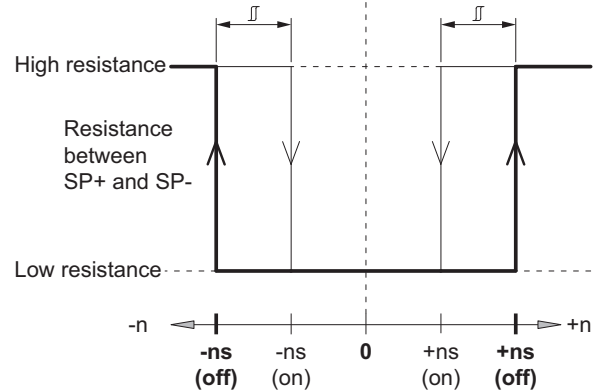 High resistance
Resistance
between
SP+ and SP-
Low resistance
-n
+n
-ns
(off)
-ns
(on)
0
+ns
(on)
+ns
(off)